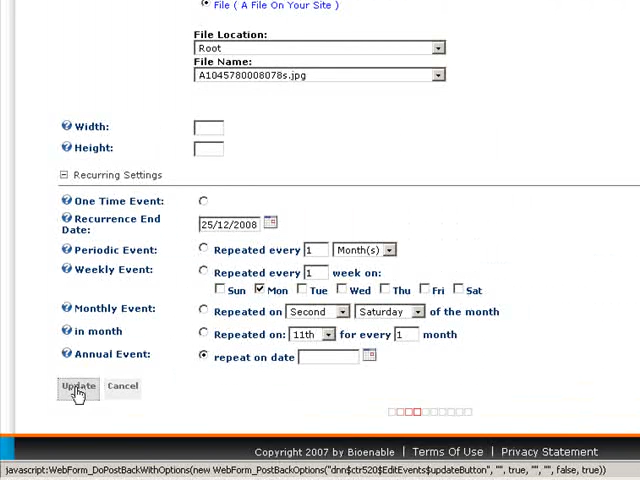 File ( A File On Your Site )
File Location:
Root
File Name:
A1045780008078s.jpg
Width:
Height:
Recurring Settings
One Time Event:
Recurrence End Date:
25/12/2008
Periodic Event: Repeated every 1 Month(s)
Weekly Event: Repeated every 1 week on:
Sun Mon Tue Wed Thu Fri Sat
Monthly Event: Repeated on Second Saturday of the month
in month Repeated on: 11th for every 1 month
Annual Event: repeat on date
Update Cancel
Copyright 2007 by Bioenable | Terms Of Use | Privacy Statement
javascript:WebForm_DoPostBackWithOptions(new WebForm_PostBackOptions("dnn$ctr520$EditEvents$updateButton", "", true, "", "", false, true))